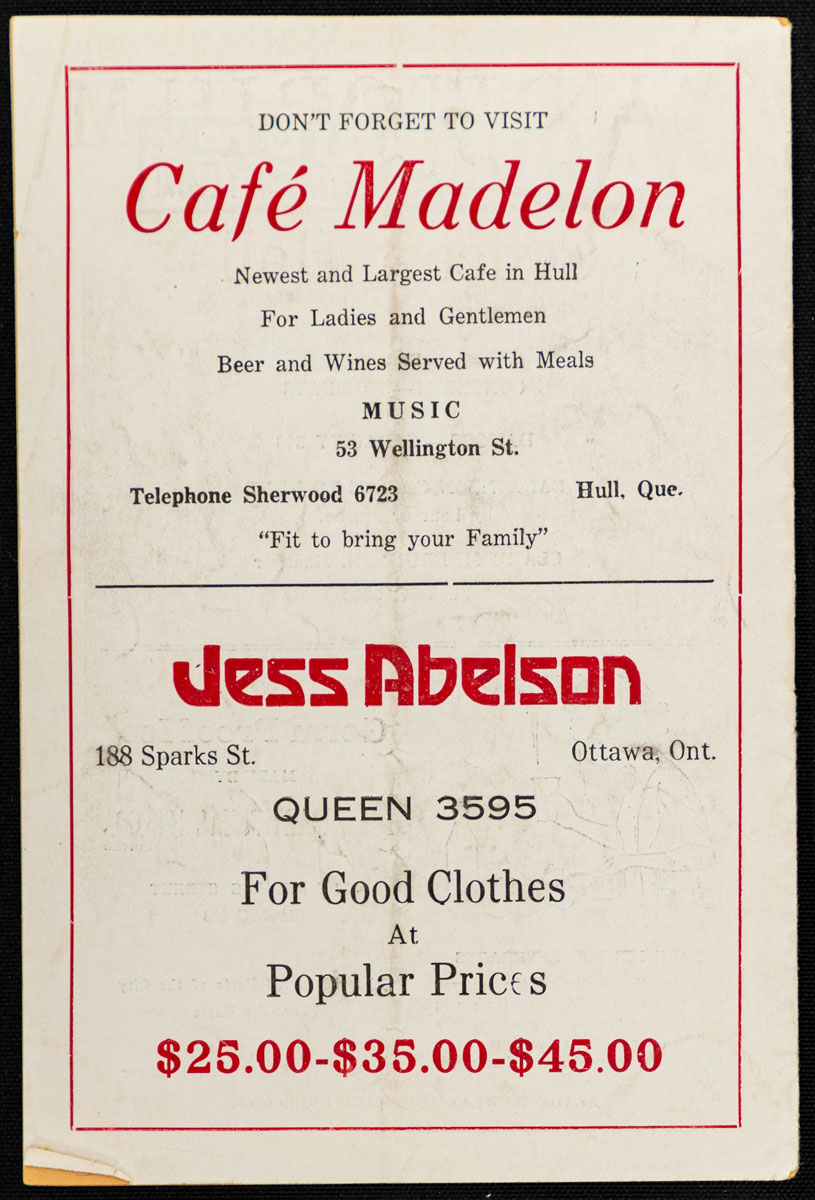 DON'T FORGET TO VISIT
Café Madelon
Newest and Largest Cafe in Hull
For Ladies and Gentlemen
Beer and Wines Served with Meals
MUSIC
53 Wellington St.
Telephone Sherwood 6723 Hull, Que.
"Fit to bring your Family"
Jess Abelson
188 Sparks St. Ottawa, Ont.
QUEEN 3595
For Good Clothes
At
Popular Prices
$25.00-$35.00-$45.00